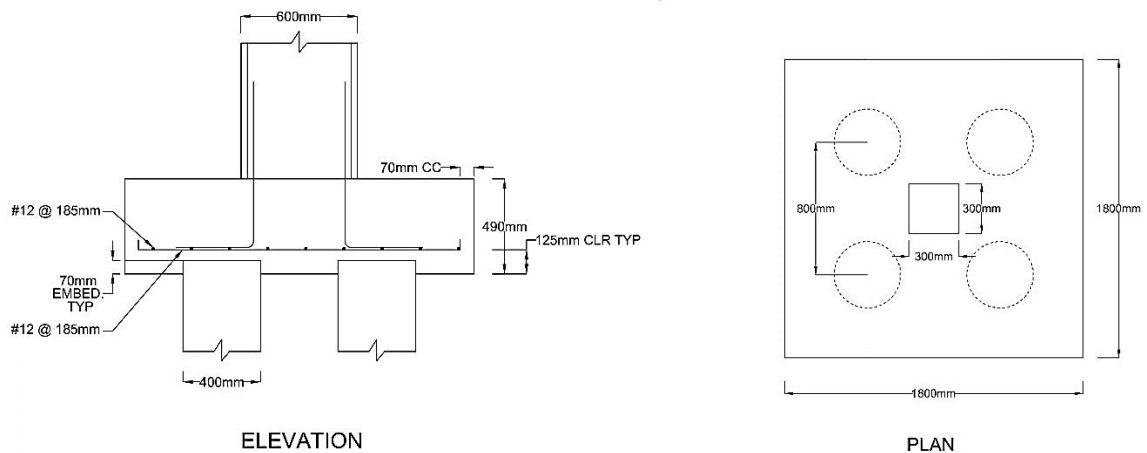 600mm
70mm CC
#12 @ 185mm
490mm
125mm CLR TYP
70mm
EMBED.
TYP
#12 @ 185mm
400mm
ELEVATION
800mm
300mm
300mm
1800mm
1800mm
PLAN